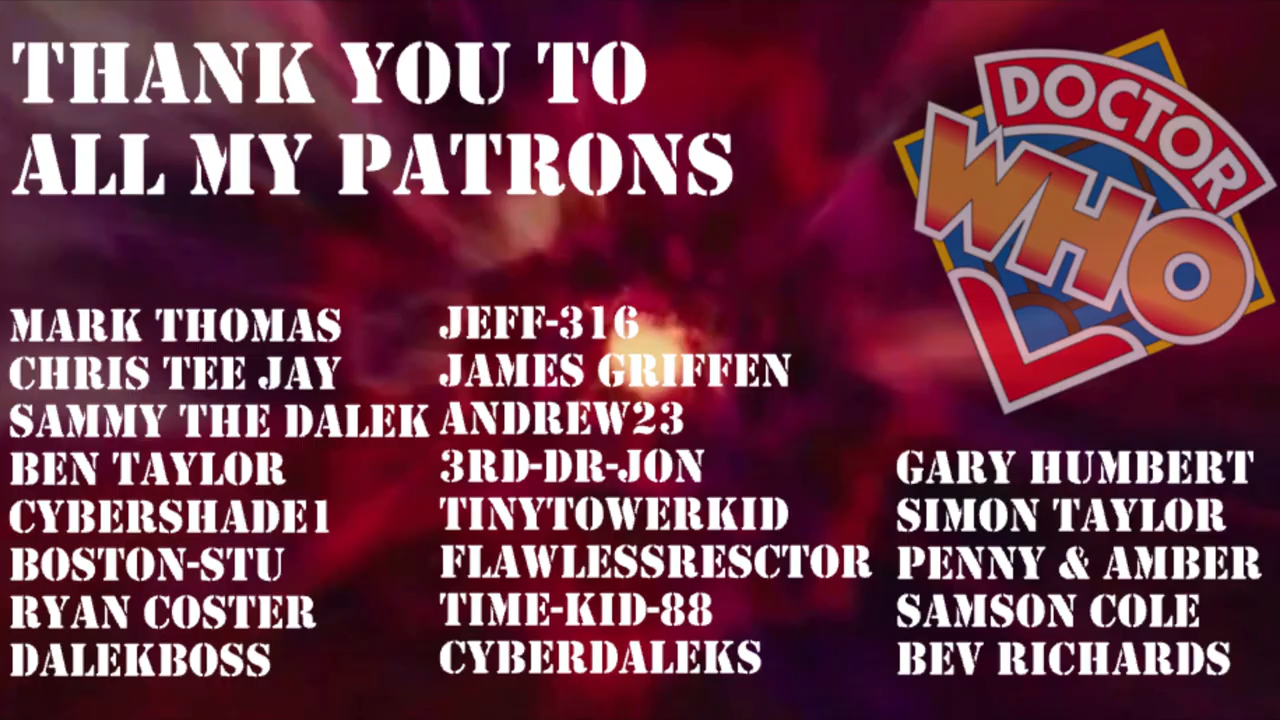 THANK YOU TO
ALL MY PATRONS
DOCTOR
WHO
MARK THOMAS
CHRIS TEE JAY
SAMMY THE DALEK
BEN TAYLOR
CYBERSHADE1
BOSTON-STU
RYAN COSTER
DALEKBOSS
JEFF-316
JAMES GRIFFEN
ANDREW23
3RD-DR-JON
TINYTOWERKID
FLAWLESSRESCTOR
TIME-KID-88
CYBERDALEKS
GARY HUMBERT
SIMON TAYLOR
PENNY & AMBER
SAMSON COLE
BEV RICHARDS